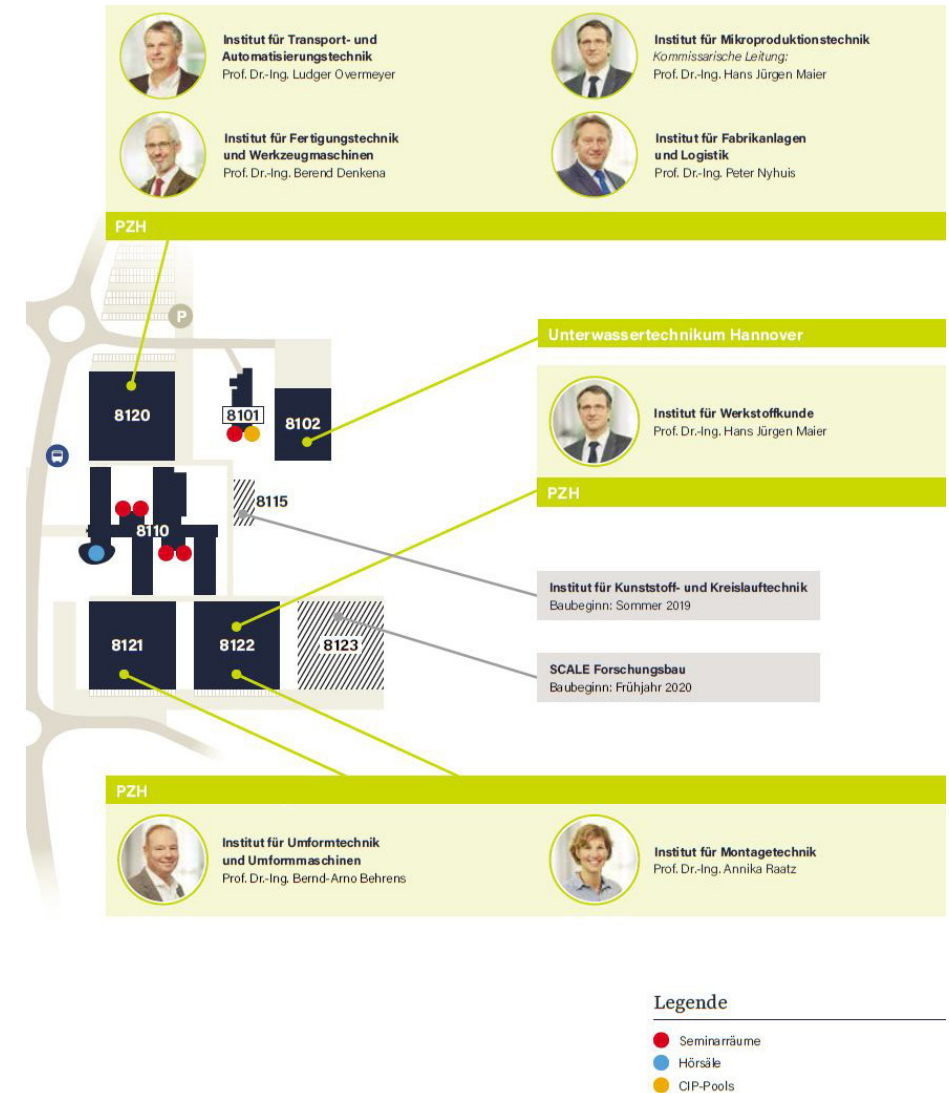 Institut für Transport- und
Automatisierungstechnik
Prof. Dr.-Ing. Ludger Overmeyer
Institut für Mikroproduktionstechnik
Kommissarische Leitung:
Prof. Dr.-Ing. Hans Jürgen Maier
Institut für Fertigungstechnik
und Werkzeugmaschinen
Prof. Dr.-Ing. Berend Denkena
Institut für Fabrikanlagen
und Logistik
Prof. Dr.-Ing. Peter Nyhuis
PZH
P
Unterwassertechnikum Hannover
8120
8101
8102
Institut für Werkstoffkunde
Prof. Dr.-Ing. Hans Jürgen Maier
PZH
8115
8110
Institut für Kunststoff- und Kreislauftechnik
Baubeginn: Sommer 2019
8121
8122
8123
SCALE Forschungsbau
Baubeginn: Frühjahr 2020
PZH
Institut für Umformtechnik
und Umformmaschinen
Prof. Dr.-Ing. Bernd-Arno Behrens
Institut für Montagetechnik
Prof. Dr.-Ing. Annika Raatz
Legende
Seminarräume
Hörsäle
CIP-Pools